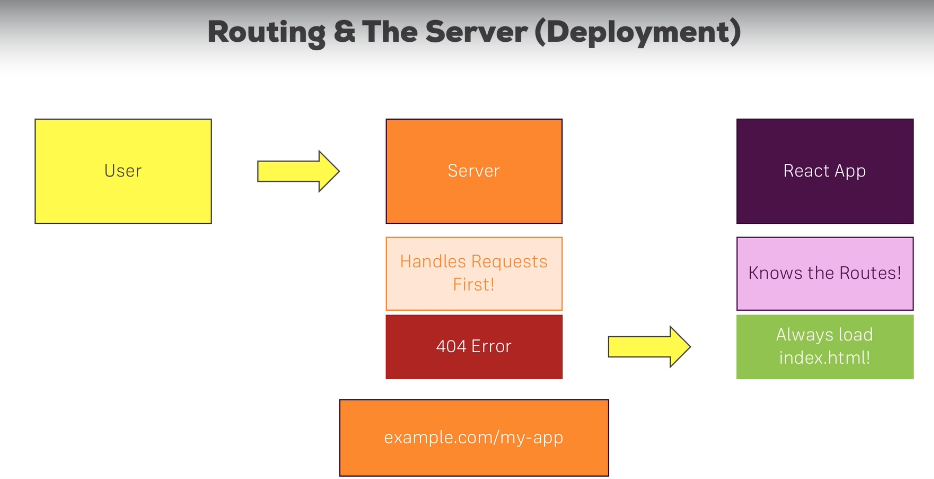 Routing & The Server (Deployment)
User
Server
React App
Handles Requests
First!
Knows the Routes!
404 Error
Always load
index.html!
example.com/my-app